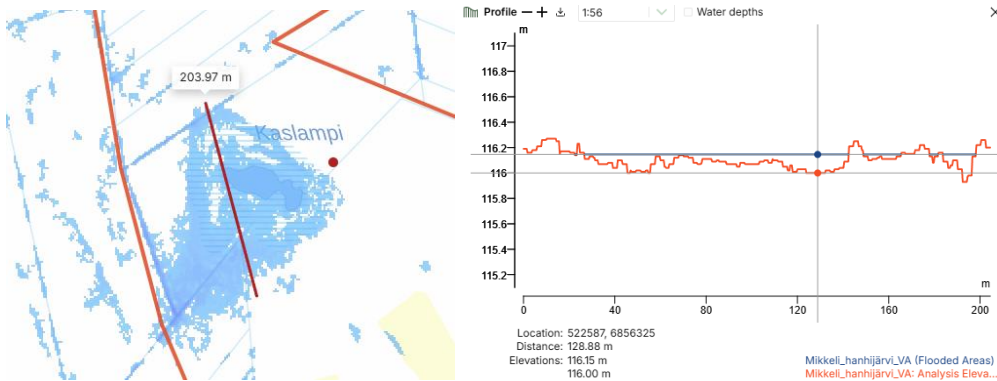 203.97 m
Kaslampi
Profile
1:56
Water depths
m
117
116.8
116.6
116.4
116.2
116
115.8
115.6
115.4
115.2
m
0
40
80
120
160
200
Location: 522587, 6856325
Distance: 128.88 m
Elevations: 116.15 m
116.00 m
Mikkeli_hanhijärvi_VA (Flooded Areas)
Mikkeli_hanhijärvi_VA: Analysis Eleva...